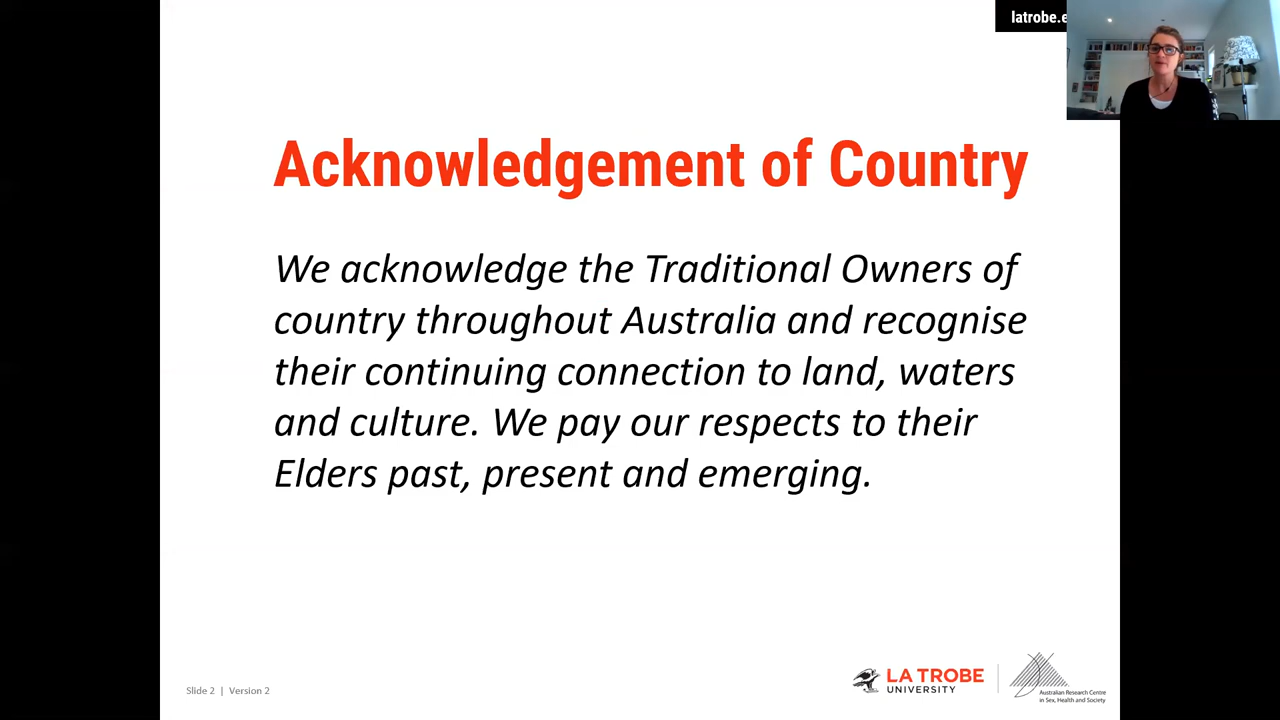 latrobe.e
Acknowledgement of Country
We acknowledge the Traditional Owners of
country throughout Australia and recognise
their continuing connection to land, waters
and culture. We pay our respects to their
Elders past, present and emerging.
Slide 2 | Version 2
LA TROBE
UNIVERSITY
Australian Research Centre
in Sex, Health and Society